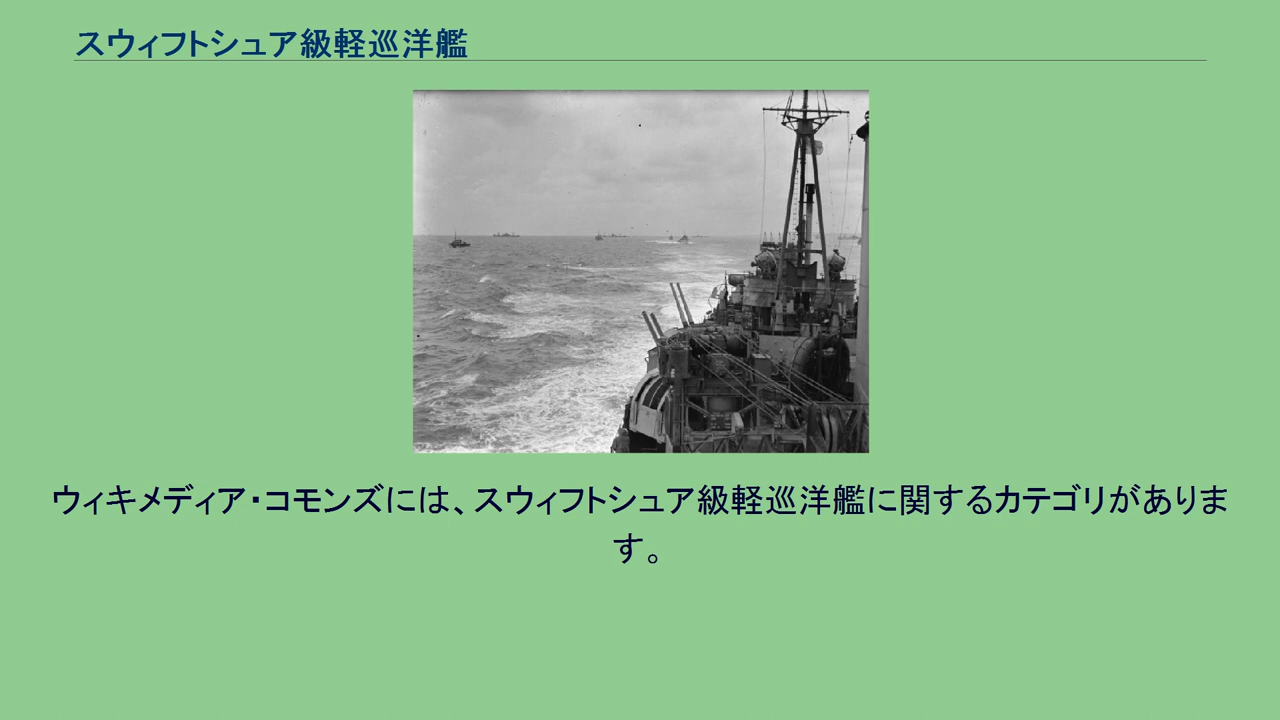 スウィフトシュア級軽巡洋艦
ウィキメディア・コモンズには、スウィフトシュア級軽巡洋艦に関するカテゴリがありま
す。